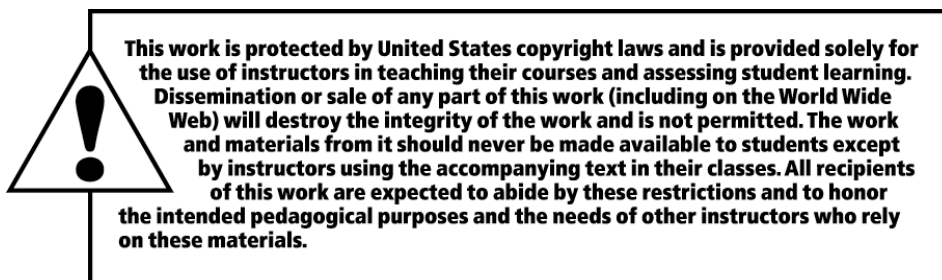 This work is protected by United States copyright laws and is provided solely for
the use of instructors in teaching their courses and assessing student learning.
Dissemination or sale of any part of this work (including on the World Wide
Web) will destroy the integrity of the work and is not permitted. The work
and materials from it should never be made available to students except
by instructors using the accompanying text in their classes. All recipients
of this work are expected to abide by these restrictions and to honor
the intended pedagogical purposes and the needs of other instructors who rely
on these materials.